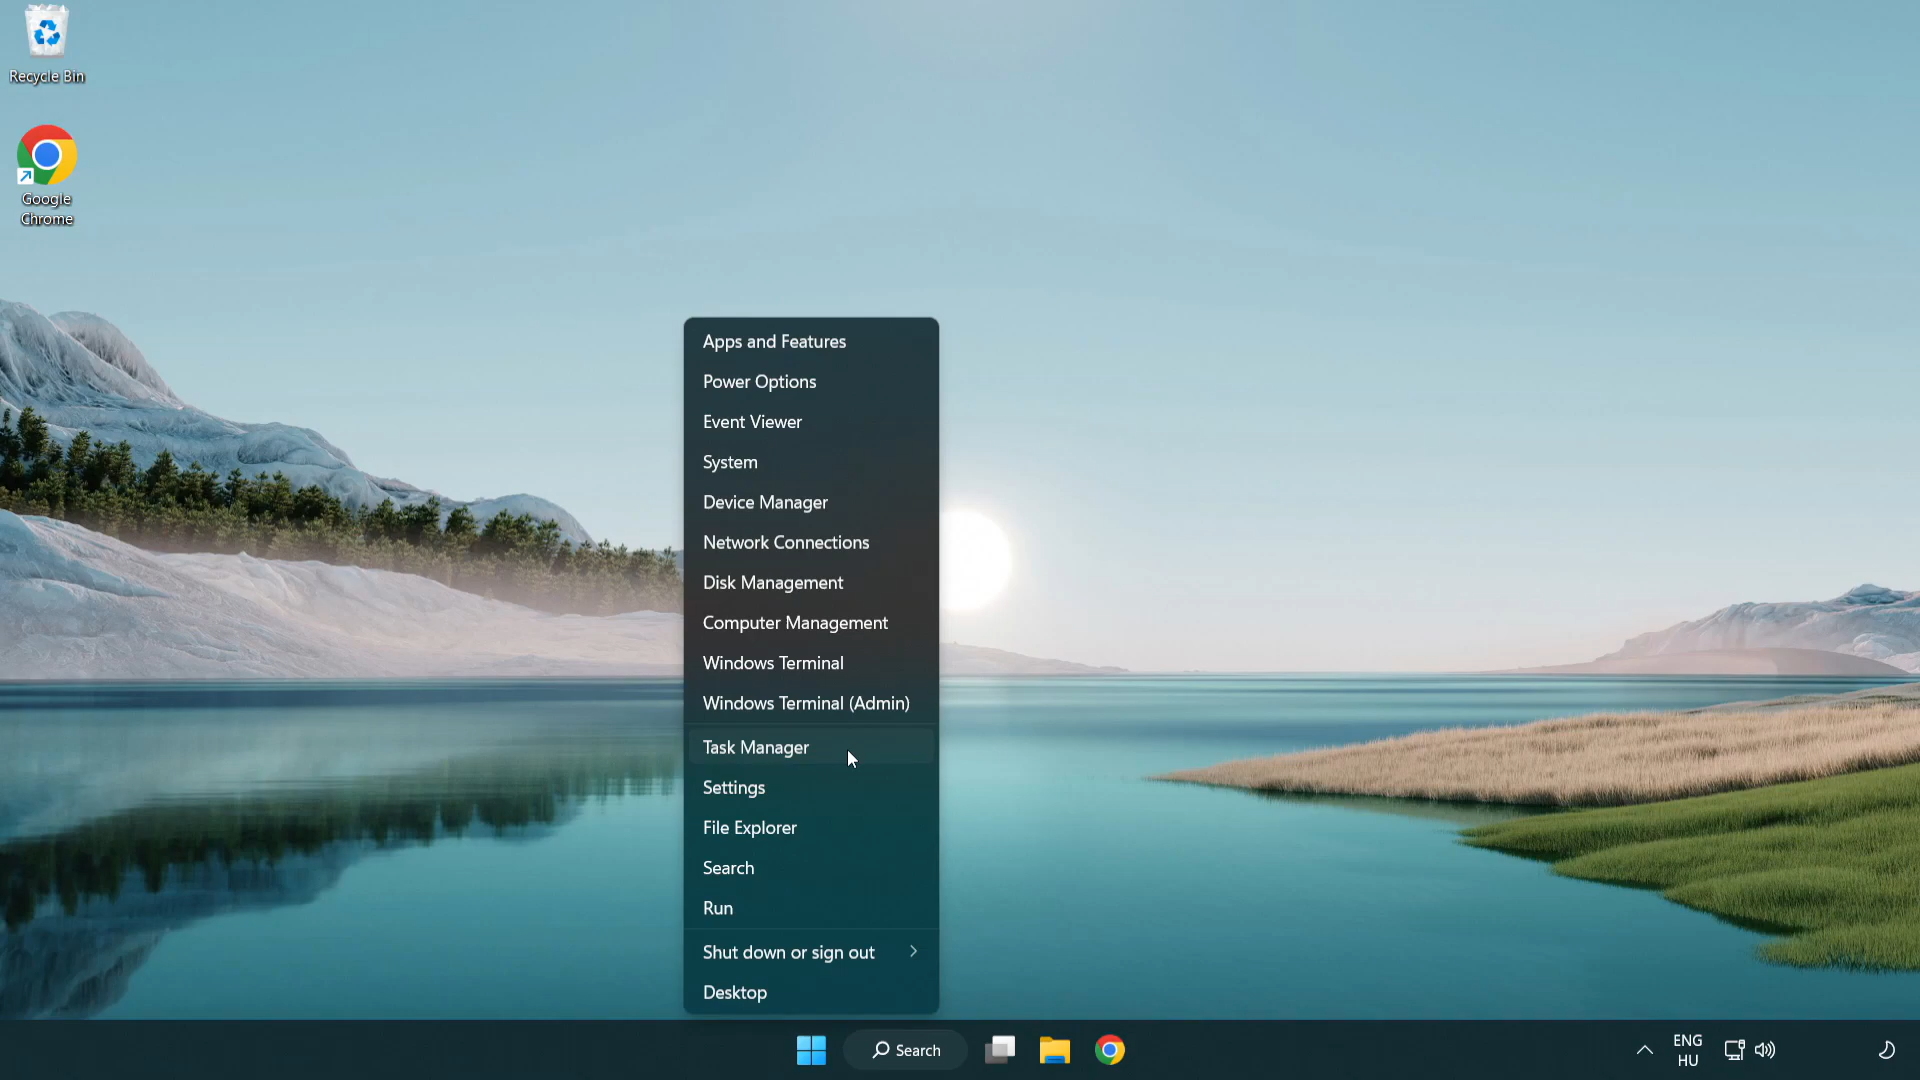 Recycle Bin
Google
Chrome
Apps and Features
Power Options
Event Viewer
System
Device Manager
Network Connections
Disk Management
Computer Management
Windows Terminal
Windows Terminal (Admin)
Task Manager
Settings
File Explorer
Search
Run
Shut down or sign out
Desktop
Search
ENG
HU